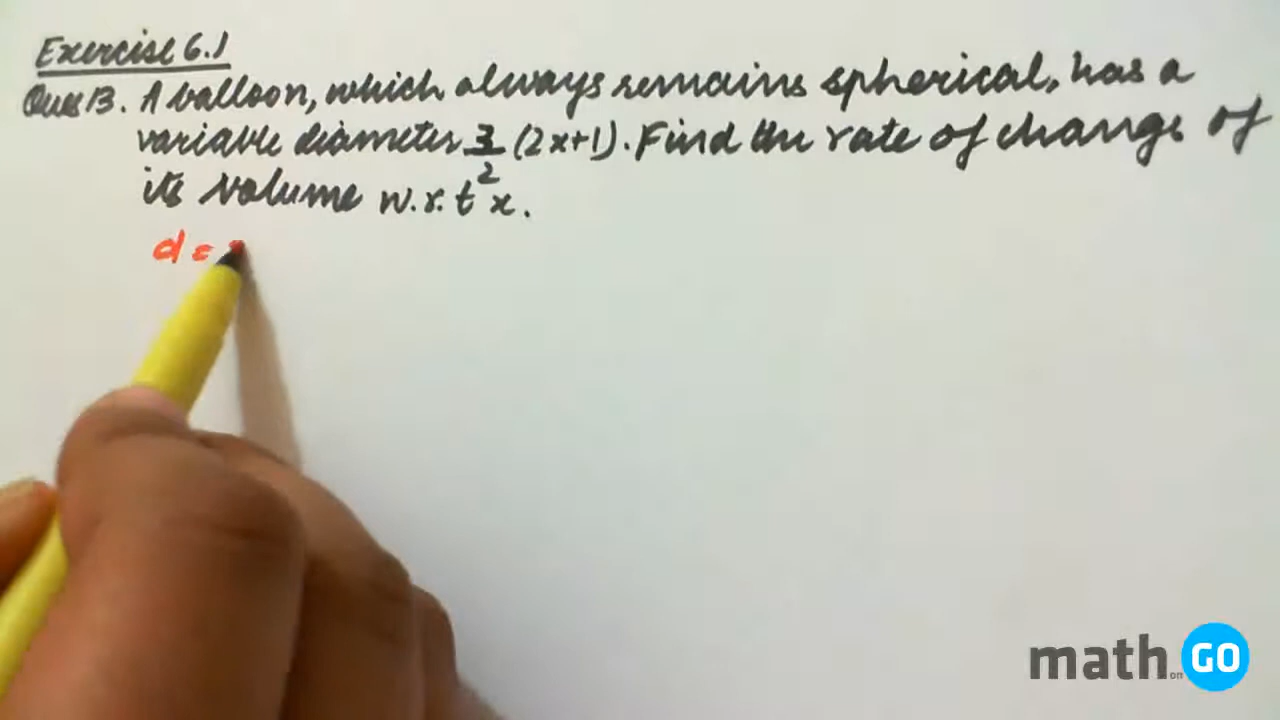 Exercise 6.1
Ques 13. A balloon, which always remains spherical, has a
variable diameter 3/2 (2x+1). Find the rate of change of
its volume w.r.t x.
d =
math on GO